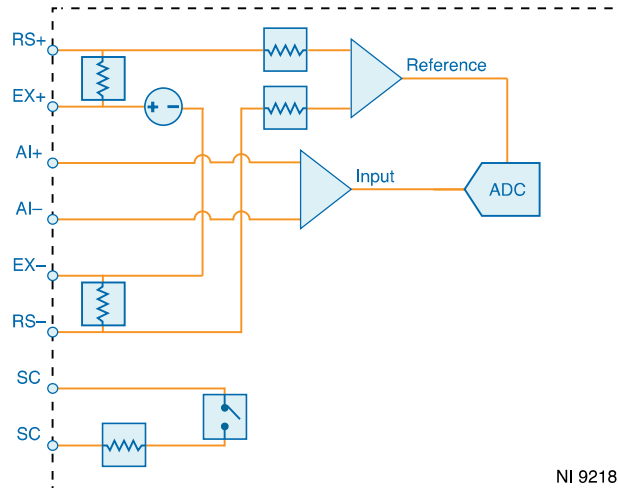 RS+
Reference
EX+
+ -
AI+
Input
ADC
AI–
EX–
RS–
SC
SC
NI 9218